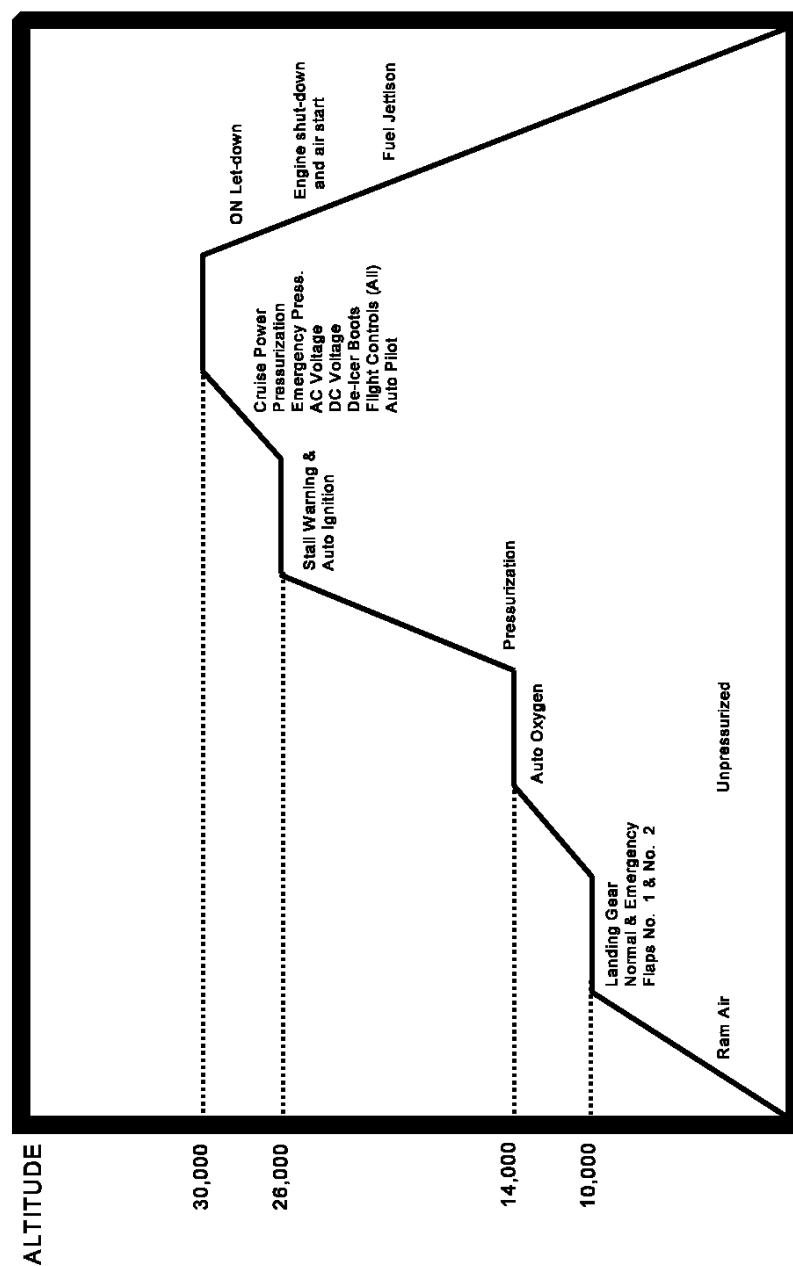 ALTITUDE
30,000
26,000
14,000
10,000
Ram Air
Landing Gear
Normal & Emergency
Flaps No. 1 & No. 2
Unpressurized
Auto Oxygen
Pressurization
Stall Warning &
Auto Ignition
Cruise Power
Pressurization
Emergency Press.
AC Voltage
DC Voltage
De-Icer Boots
Flight Controls (All)
Auto Pilot
ON Let-down
Engine shut-down
and air start
Fuel Jettison